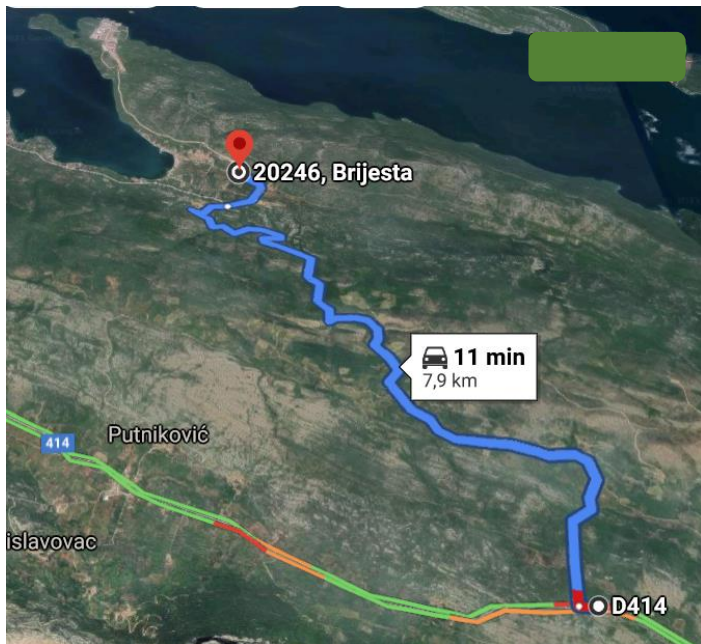 20246, Brijesta
11 min
7,9 km
414
Putniković
islavovac
D414